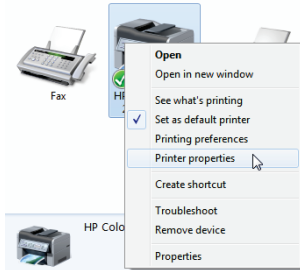 Fax
HP
2
Open
Open in new window
See what's printing
Set as default printer
Printing preferences
Printer properties
Create shortcut
Troubleshoot
Remove device
Properties
HP Colo